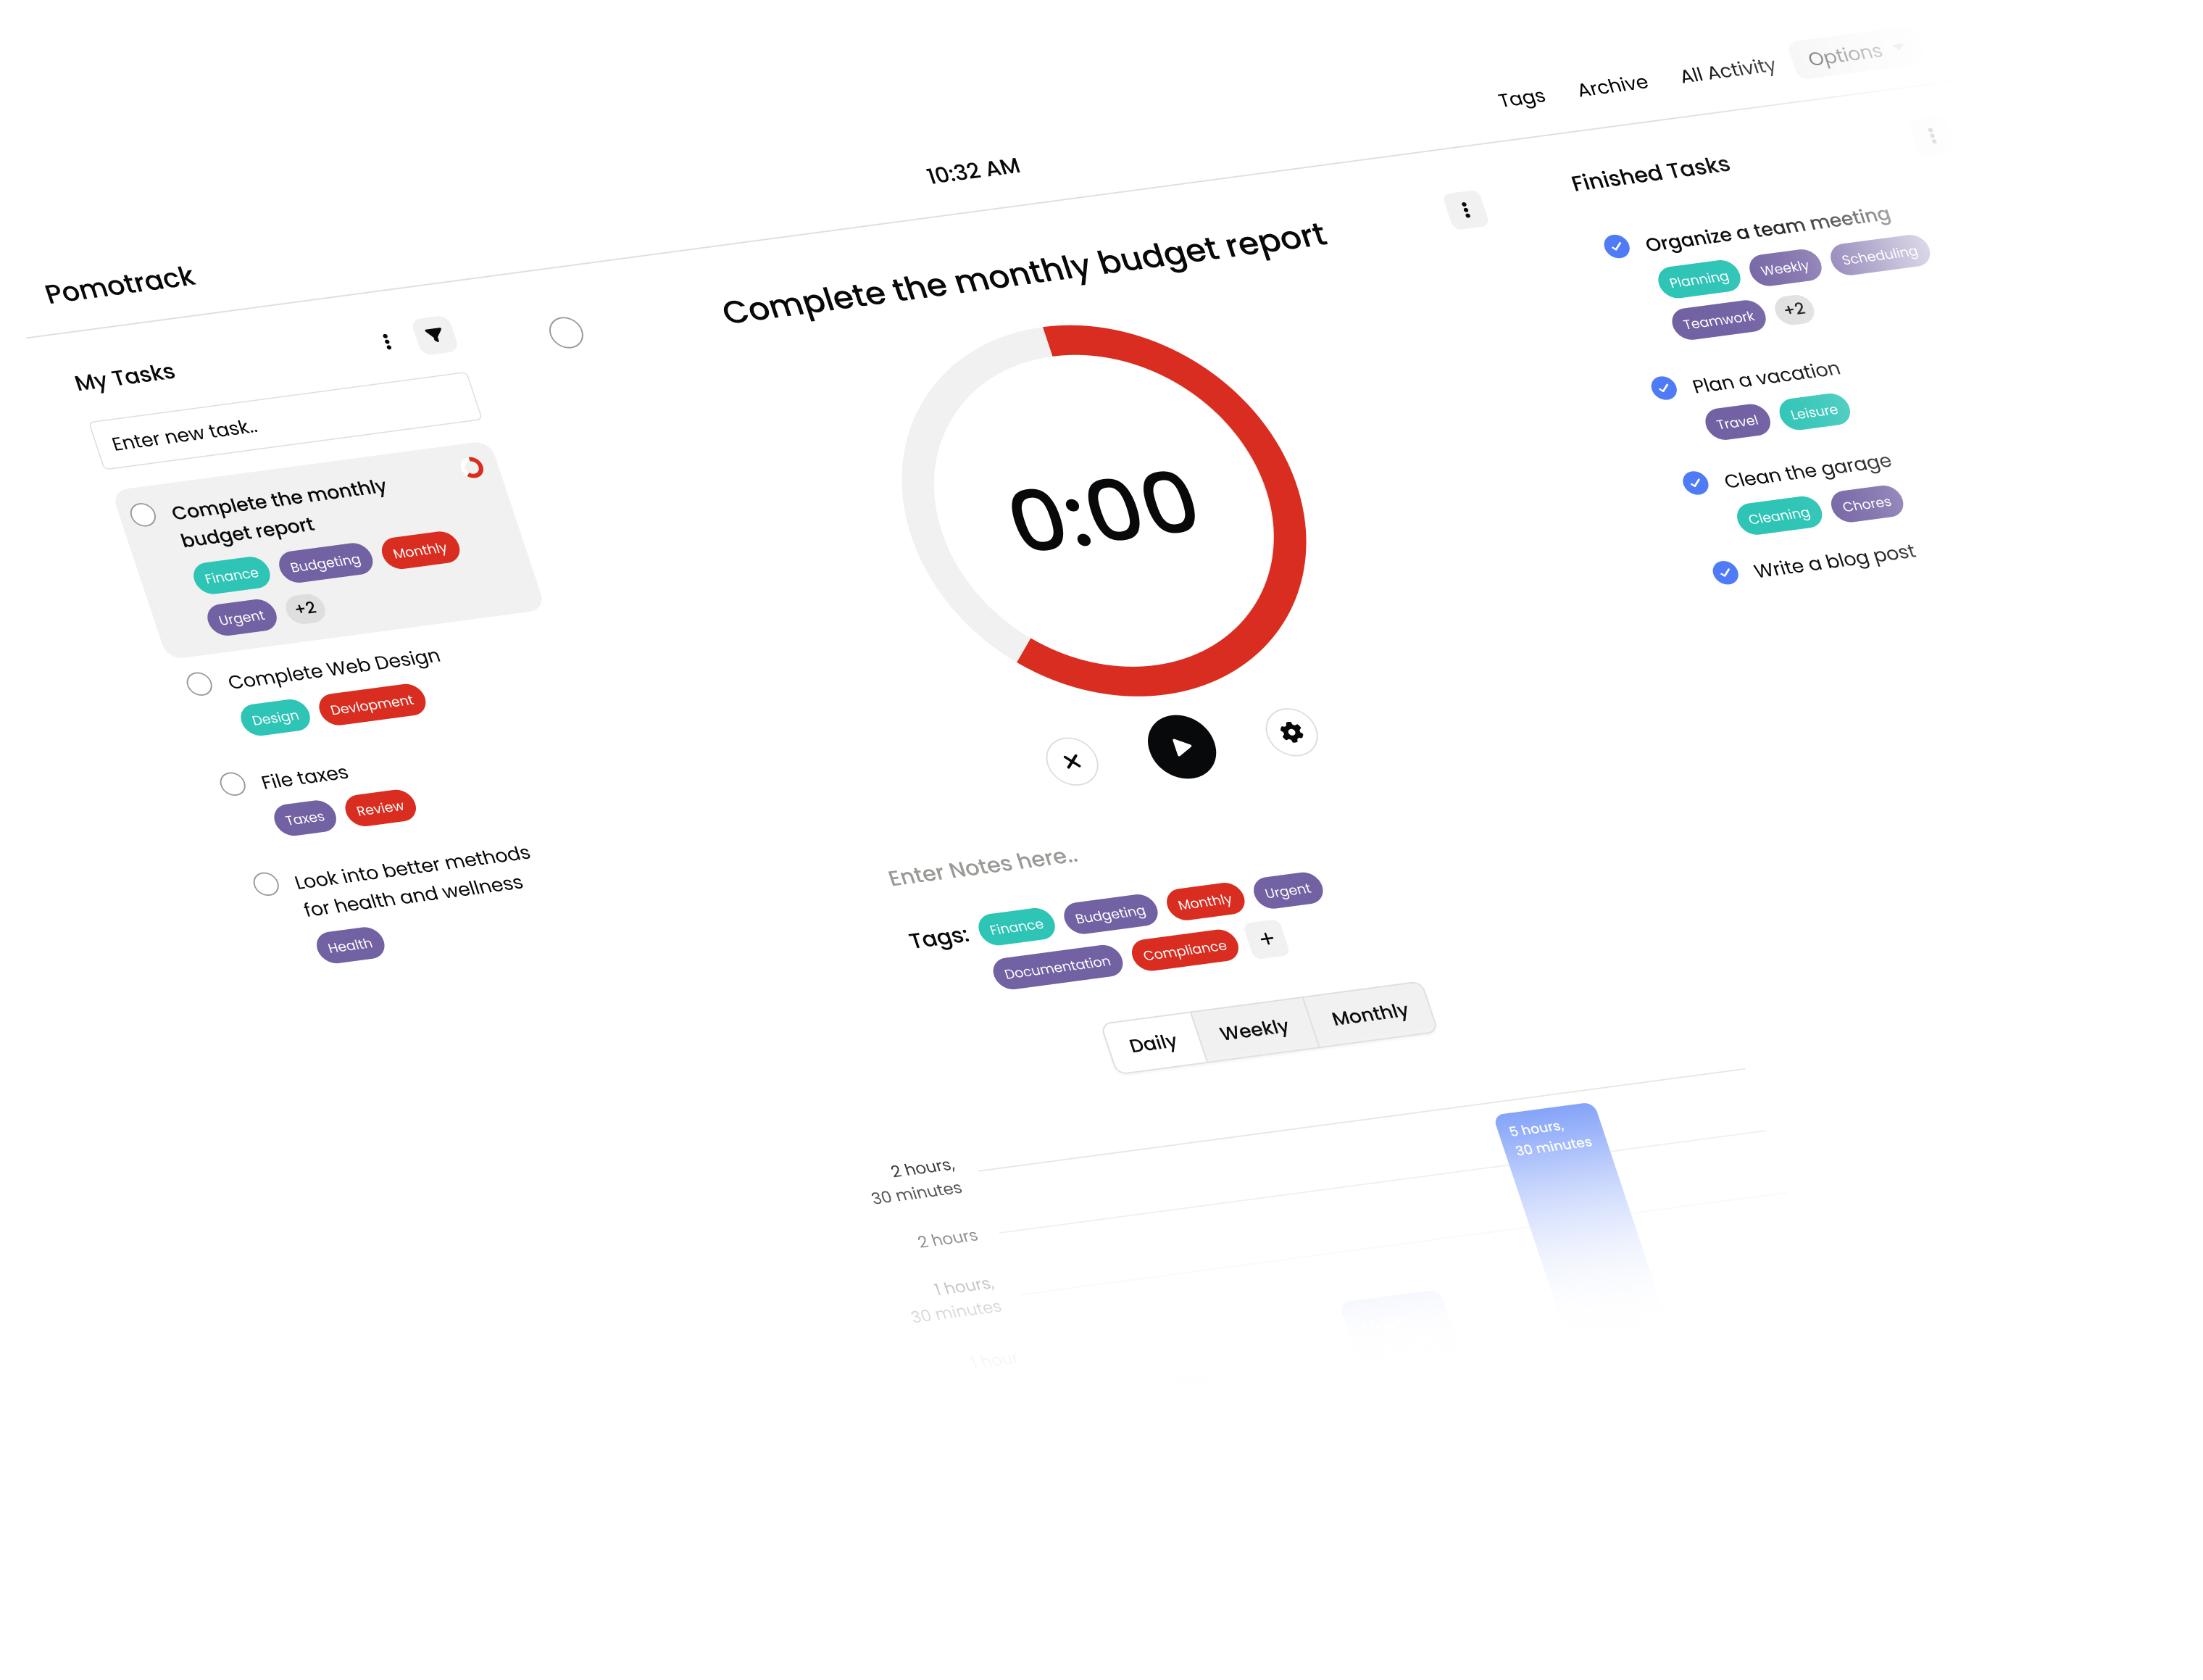 Pomotrack
10:32 AM
Tags Archive All Activity Options
My Tasks
Enter new task..
Complete the monthly
budget report
Finance Budgeting Monthly
Urgent +2
Complete Web Design
Design Devlopment
File taxes
Taxes Review
Look into better methods
for health and wellness
Health
Complete the monthly budget report
0:00
Enter Notes here..
Tags: Finance Budgeting Monthly Urgent
Documentation Compliance +
Daily Weekly Monthly
2 hours,
30 minutes
2 hours
1 hours,
30 minutes
1 hour
5 hours,
30 minutes
Finished Tasks
Organize a team meeting
Planning Weekly Scheduling
Teamwork +2
Plan a vacation
Travel Leisure
Clean the garage
Cleaning Chores
Write a blog post